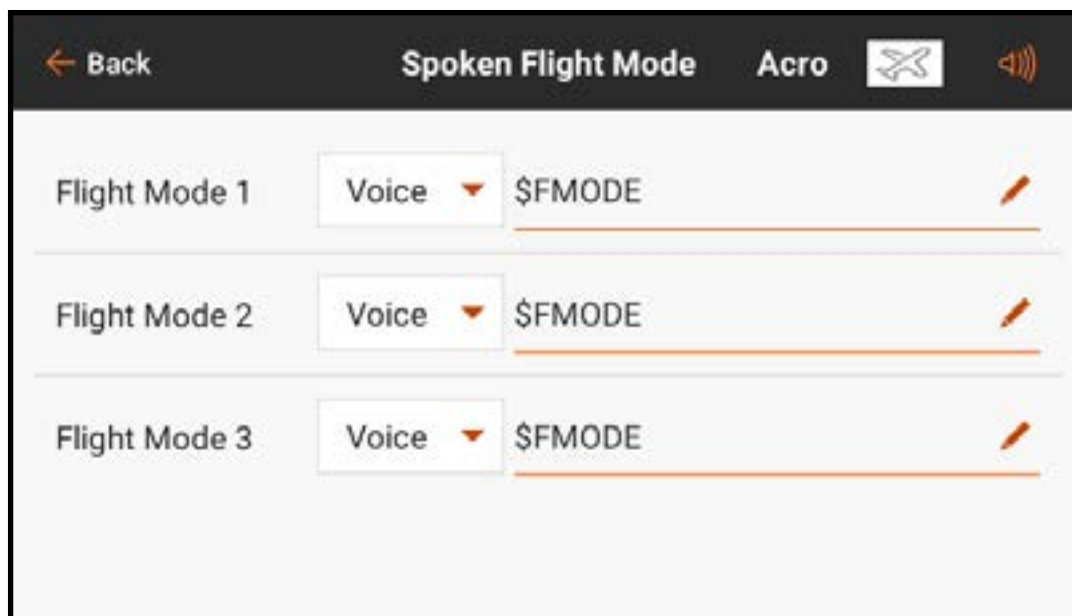 Back Spoken Flight Mode Acro
Flight Mode 1 Voice $FMODE
Flight Mode 2 Voice $FMODE
Flight Mode 3 Voice $FMODE